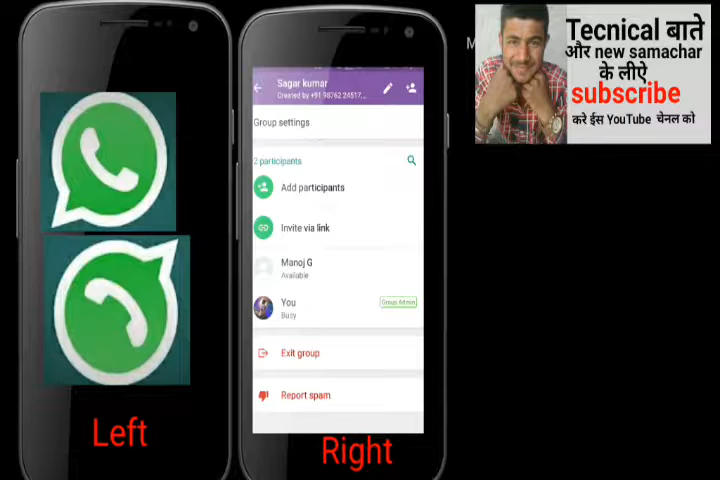 Sagar kumar
Created by +91 98762 24517...
Group settings
2 participants
Add participants
Invite via link
Manoj G
Available
You
Group Admin
Busy
Exit group
Report spam
Left
Right
M
Tecnical बाते
और new samachar
के लीऐ
subscribe
करे ईस YouTube चेनल को